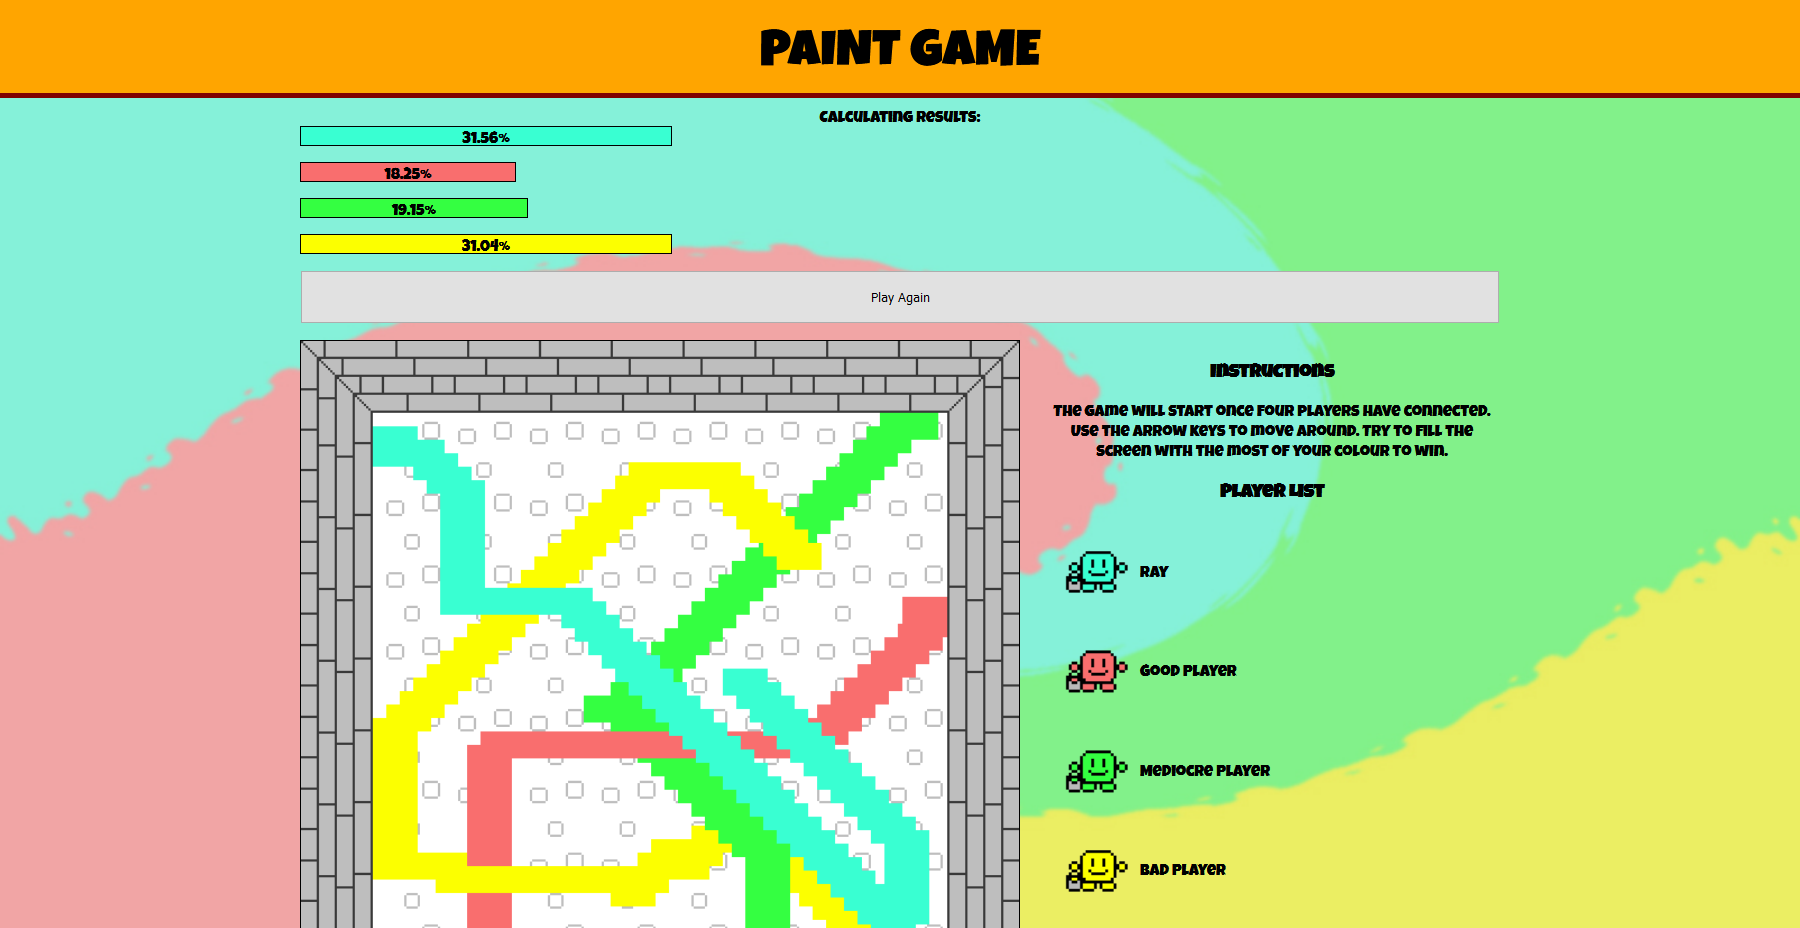 PAINT GAME
CALCULATING RESULTS:
31.56%
18.25%
19.15%
31.04%
Play Again
INSTRUCTIONS
THE GAME WILL START ONCE FOUR PLAYERS HAVE CONNECTED.
USE THE ARROW KEYS TO MOVE AROUND. TRY TO FILL THE
SCREEN WITH THE MOST OF YOUR COLOUR TO WIN.
PLAYER LIST
RAY
GOOD PLAYER
MEDIOCRE PLAYER
BAD PLAYER